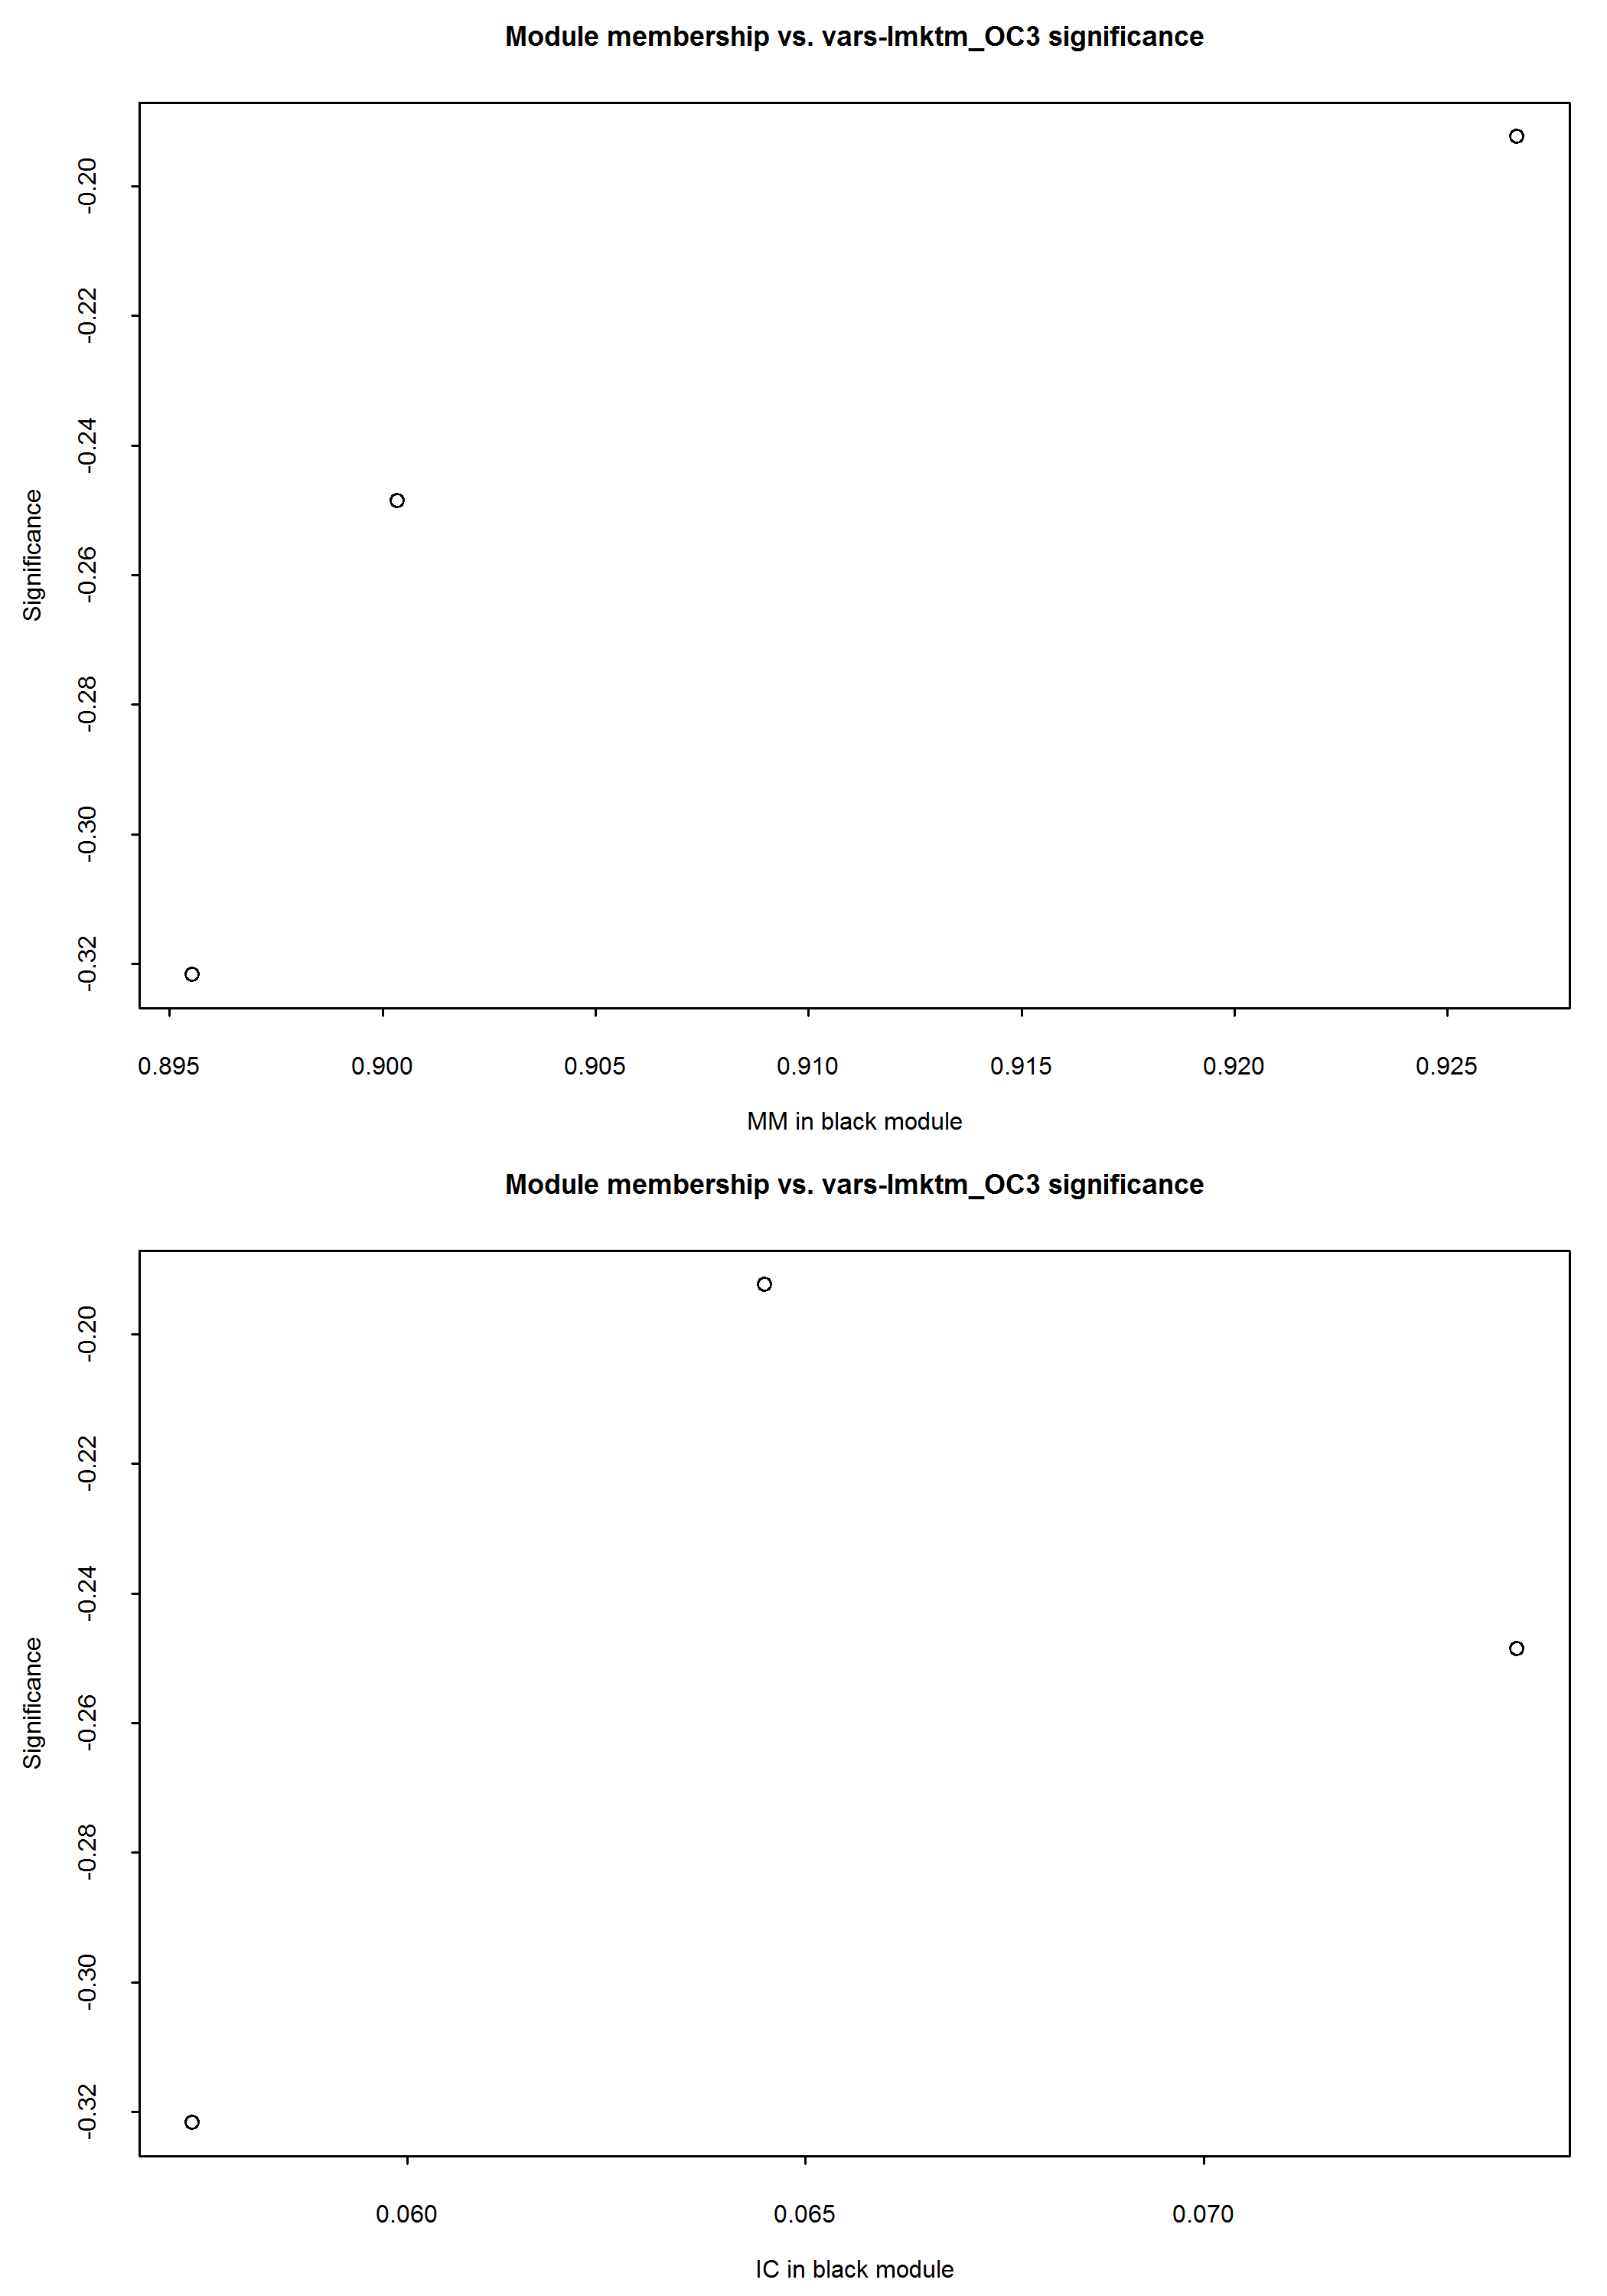 Module membership vs. vars-lmktm_OC3 significance
Significance
-0.20
-0.22
-0.24
-0.26
-0.28
-0.30
-0.32
0.895 0.900 0.905 0.910 0.915 0.920 0.925
MM in black module
Module membership vs. vars-lmktm_OC3 significance
Significance
-0.20
-0.22
-0.24
-0.26
-0.28
-0.30
-0.32
0.060 0.065 0.070
IC in black module